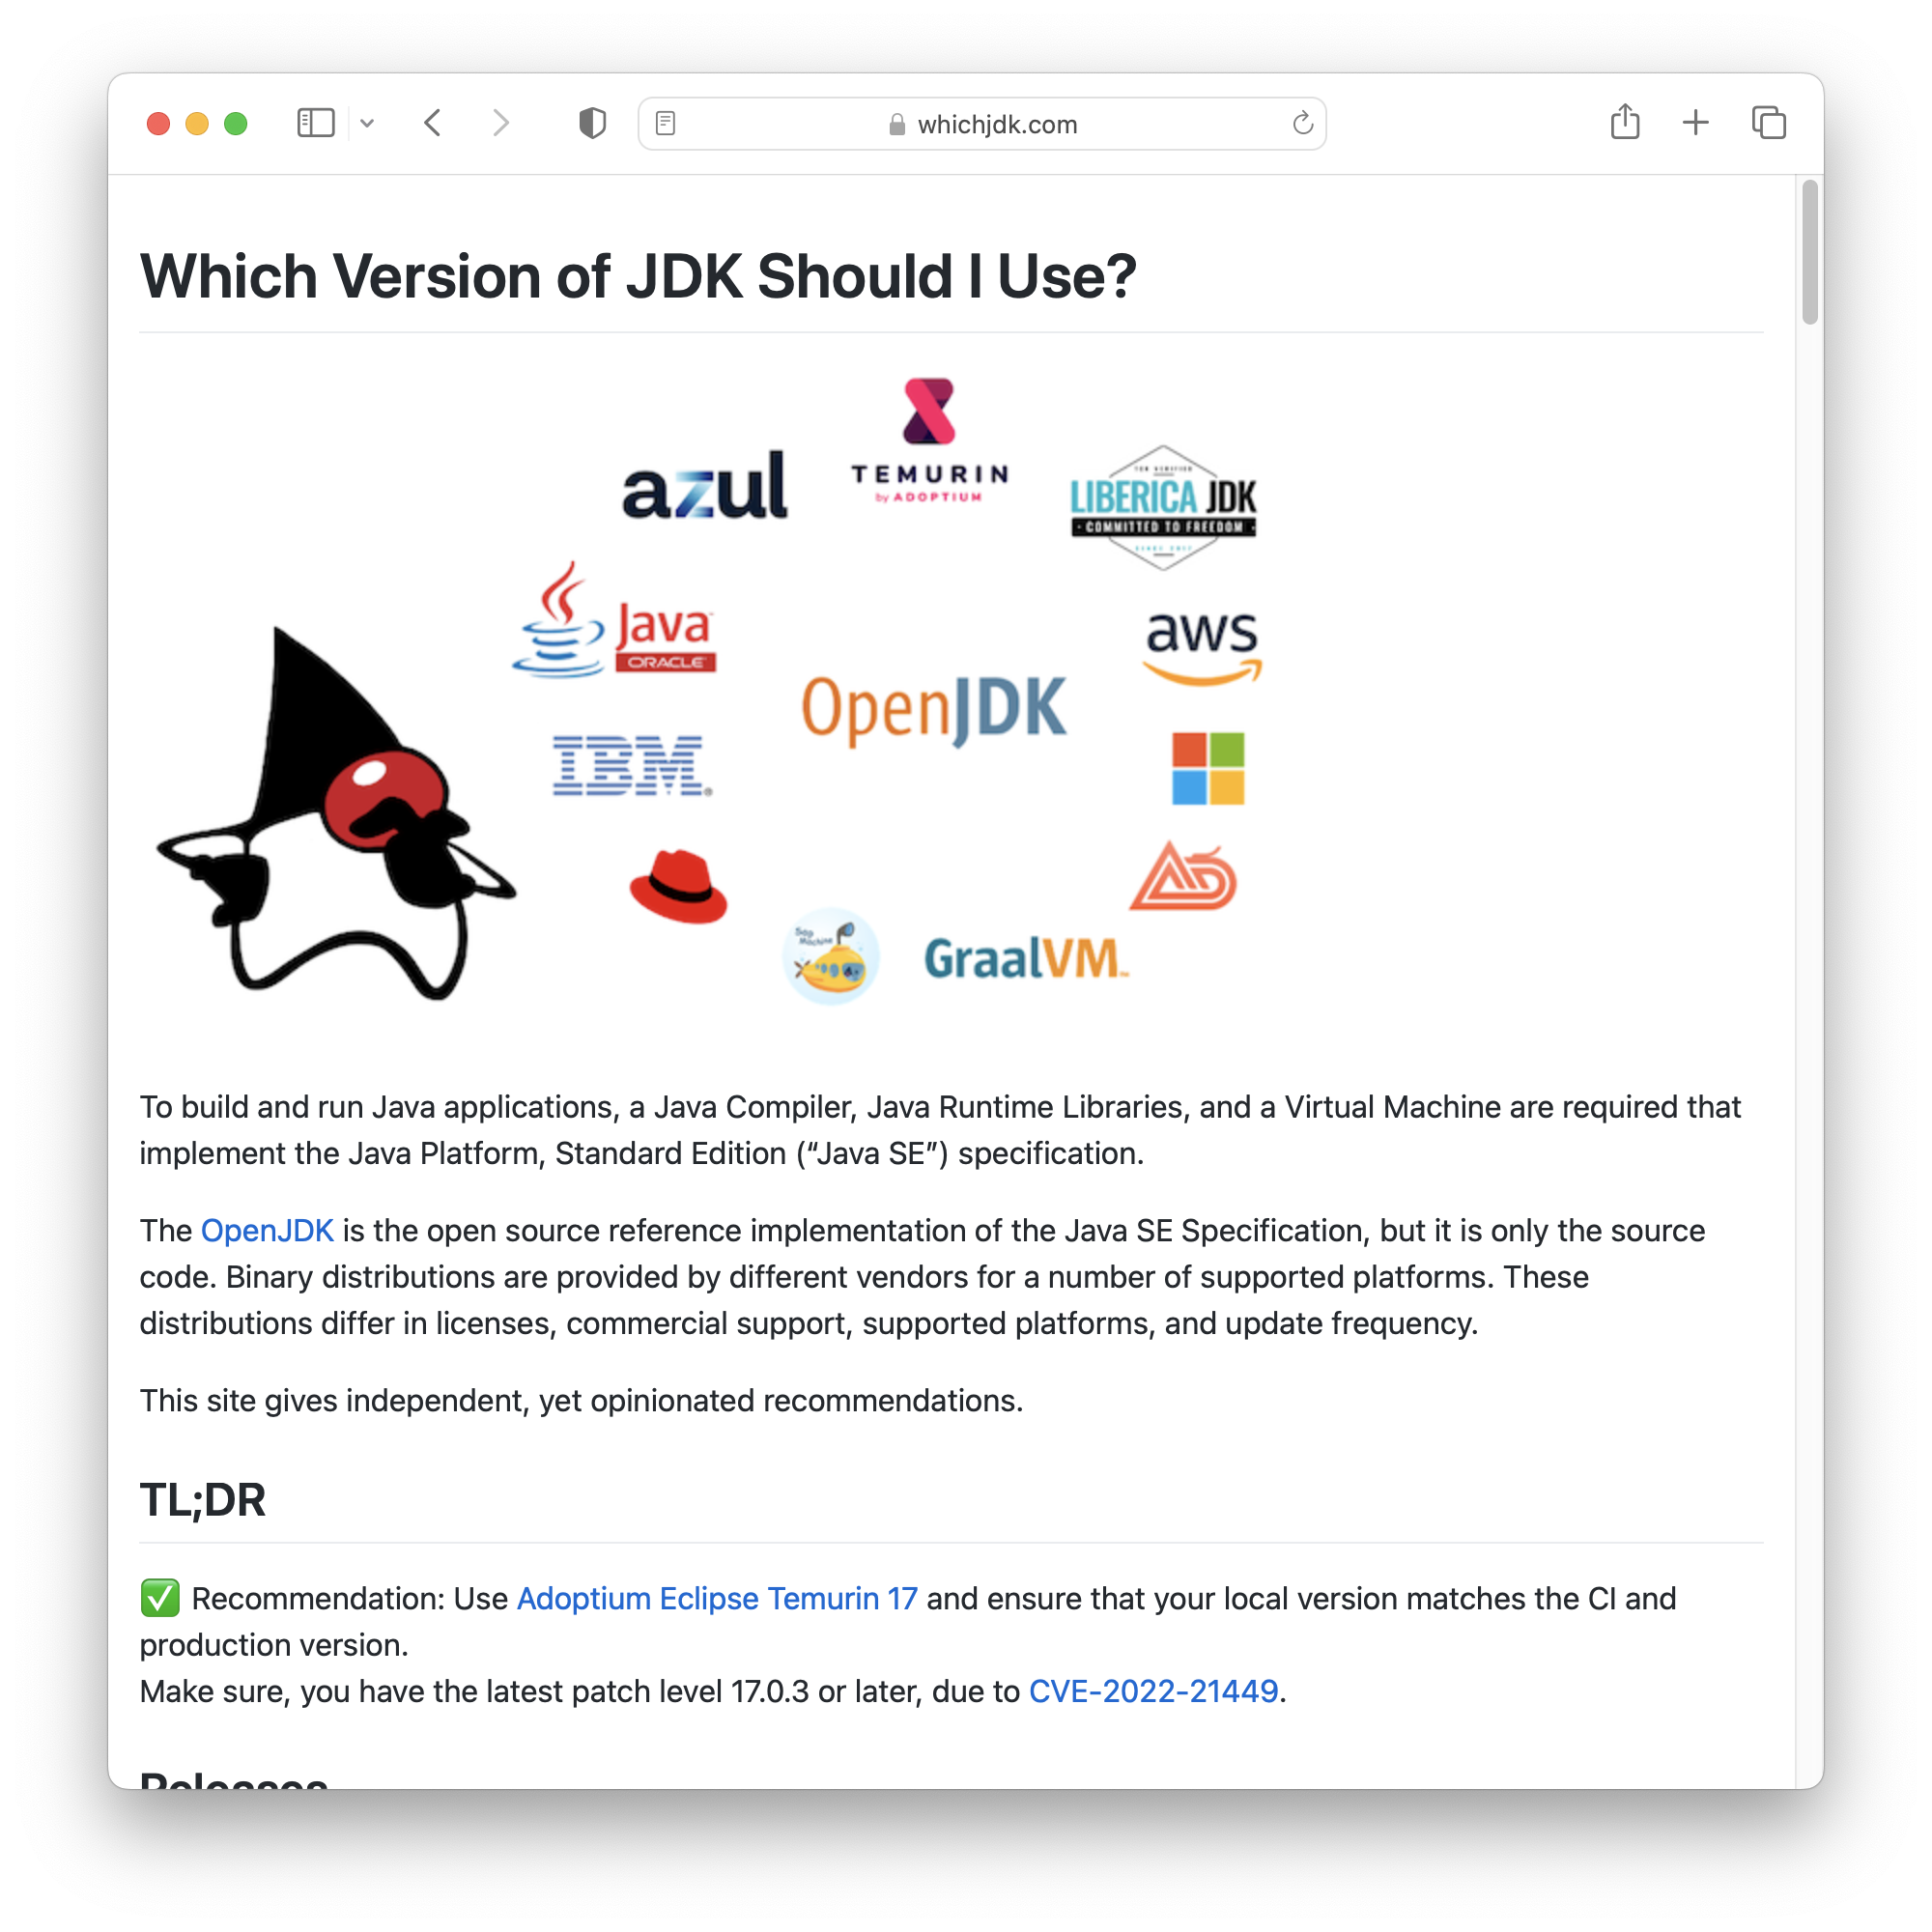 whichjdk.com
Which Version of JDK Should I Use?
TEMURIN
by ADOPTIUM
azul
LIBERICA JDK
· COMMITTED TO FREEDOM ·
SINCE 2017
Java™
ORACLE
aws
OpenJDK
IBM®
Sap
Machine
GraalVM™
To build and run Java applications, a Java Compiler, Java Runtime Libraries, and a Virtual Machine are required that
implement the Java Platform, Standard Edition (“Java SE”) specification.
The OpenJDK is the open source reference implementation of the Java SE Specification, but it is only the source
code. Binary distributions are provided by different vendors for a number of supported platforms. These
distributions differ in licenses, commercial support, supported platforms, and update frequency.
This site gives independent, yet opinionated recommendations.
TL;DR
✅ Recommendation: Use Adoptium Eclipse Temurin 17 and ensure that your local version matches the CI and
production version.
Make sure, you have the latest patch level 17.0.3 or later, due to CVE-2022-21449.
Releases